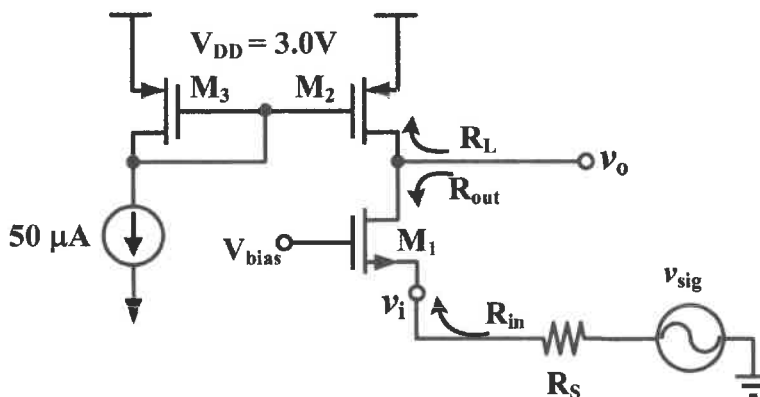 V_DD = 3.0V
M_3
M_2
R_L
v_o
R_out
50 μA
V_bias
M_1
v_sig
v_i
R_in
R_S